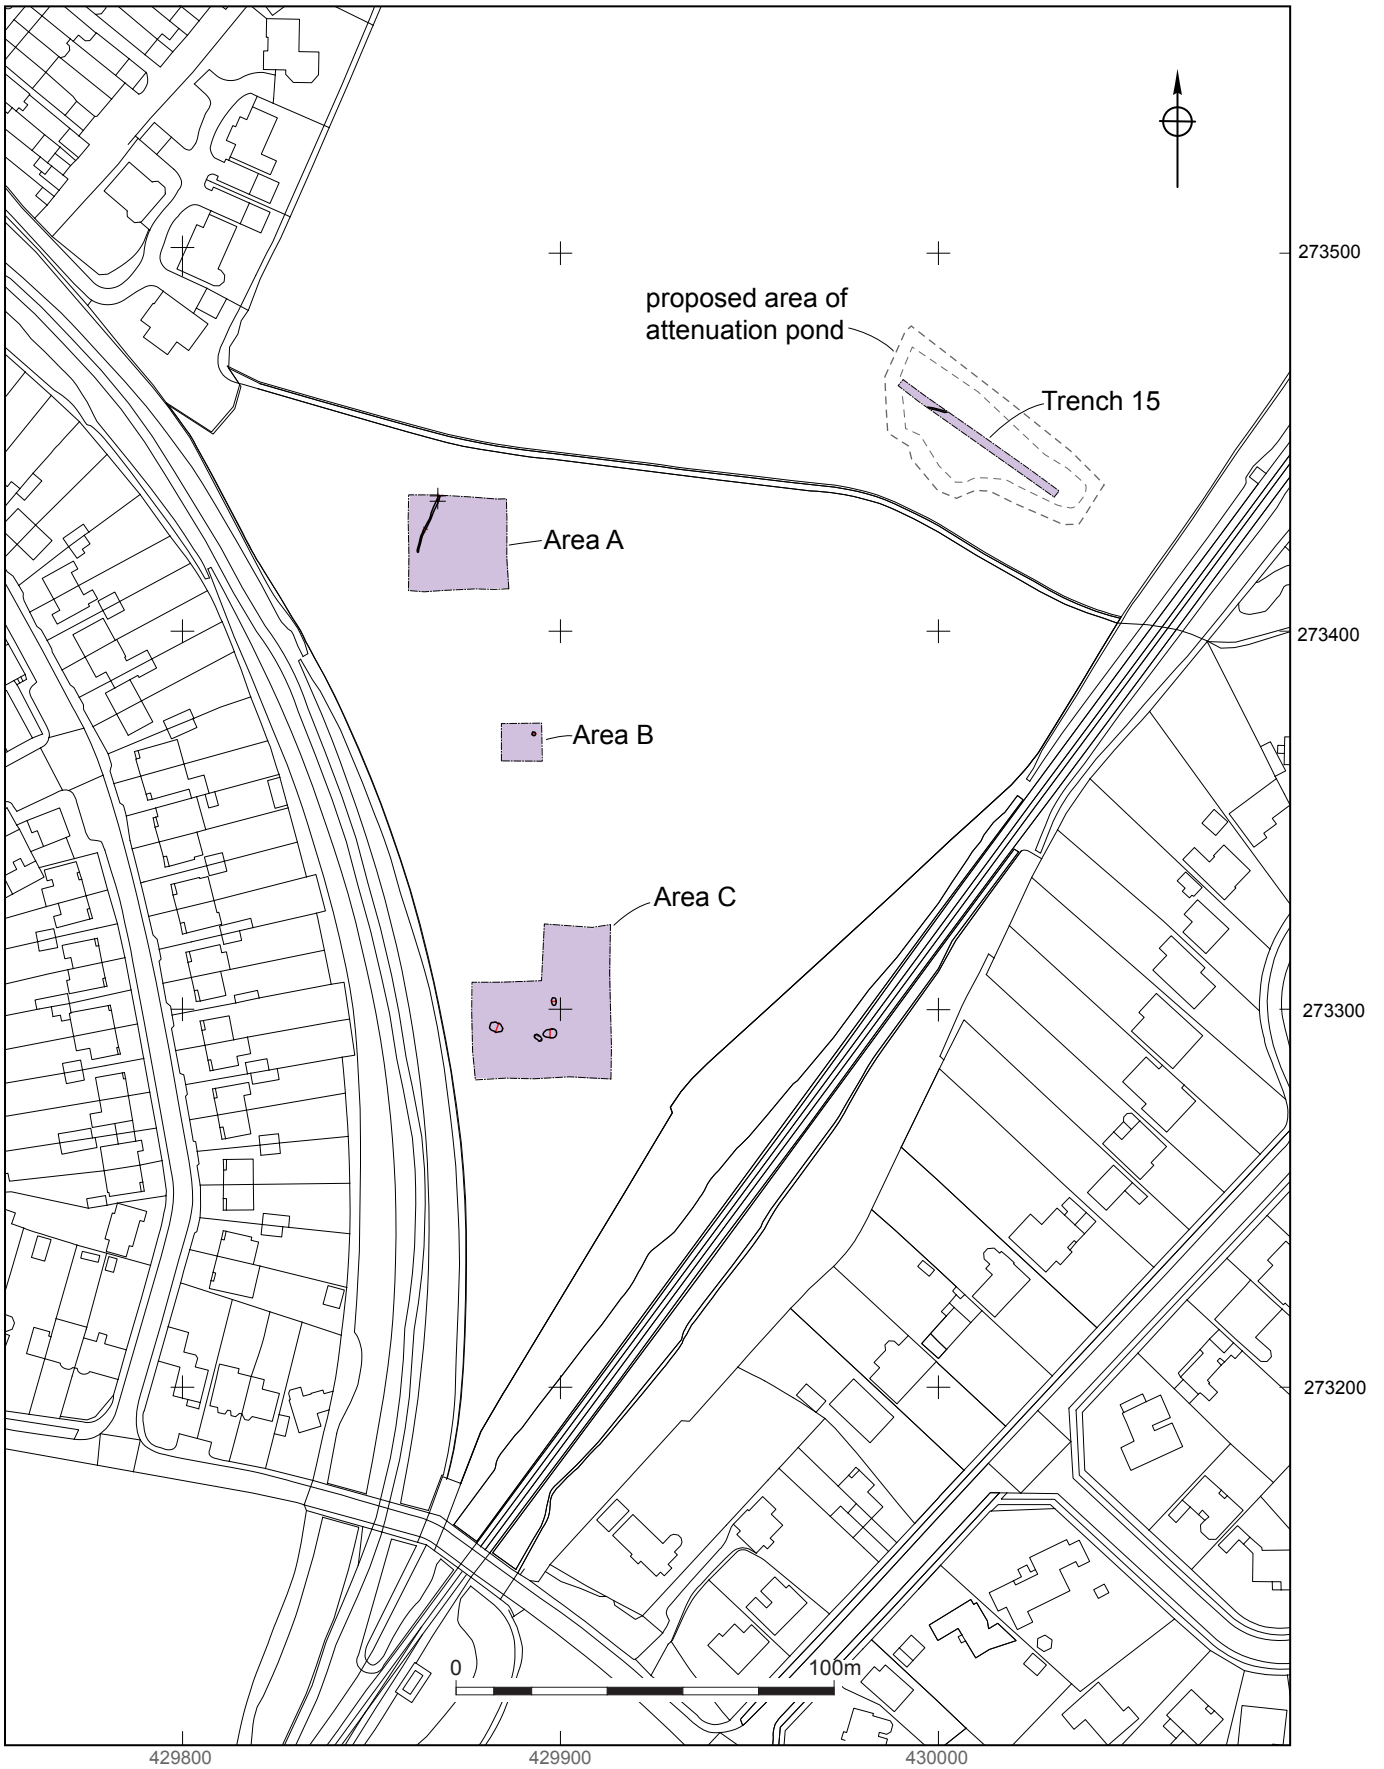 273500
proposed area of
attenuation pond
Trench 15
Area A
273400
Area B
Area C
273300
273200
0 100m
429800 429900 430000